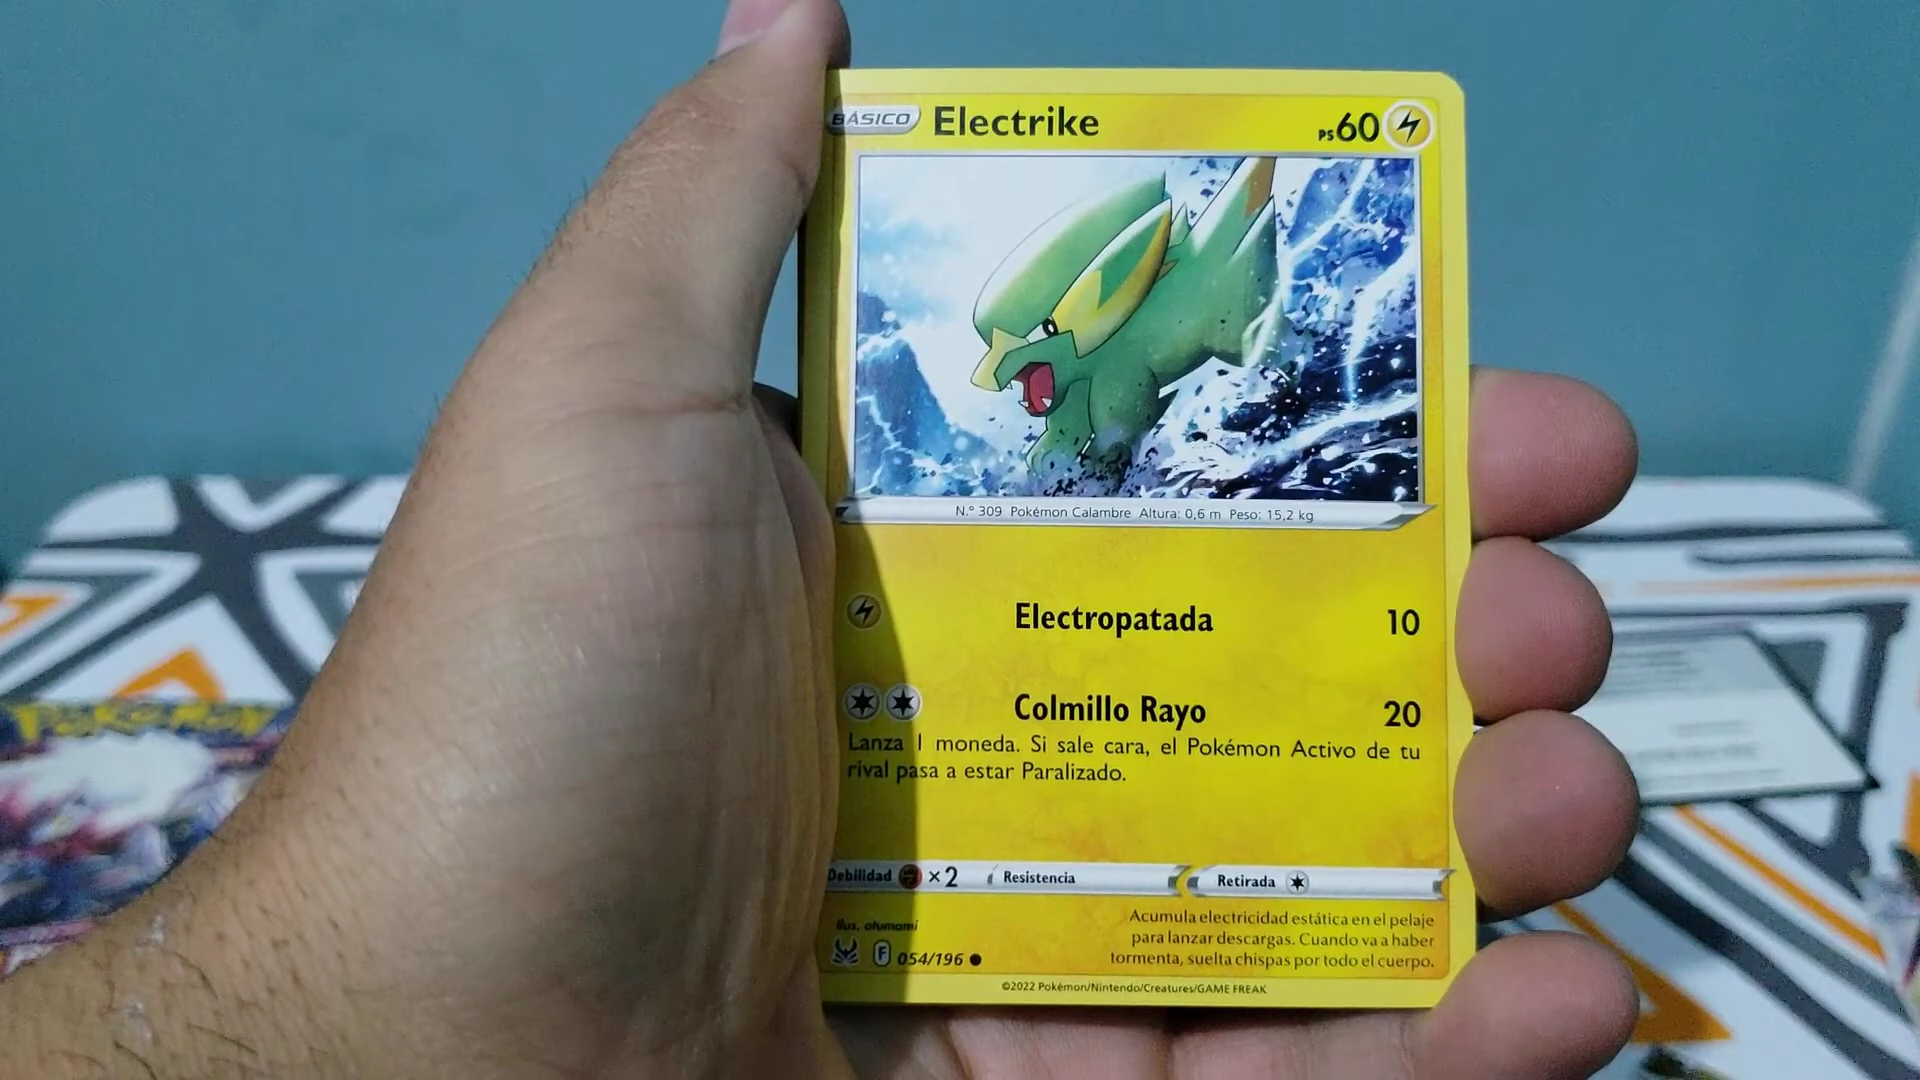 BÁSICO Electrike PS60
N.º 309 Pokémon Calambre Altura: 0,6 m Peso: 15,2 kg
Electropatada 10
Colmillo Rayo 20
Lanza 1 moneda. Si sale cara, el Pokémon Activo de tu
rival pasa a estar Paralizado.
Debilidad ×2 Resistencia Retirada
Ilus. otumami
F 054/196
Acumula electricidad estática en el pelaje
para lanzar descargas. Cuando va a haber
tormenta, suelta chispas por todo el cuerpo.
©2022 Pokémon/Nintendo/Creatures/GAME FREAK
POKéMON